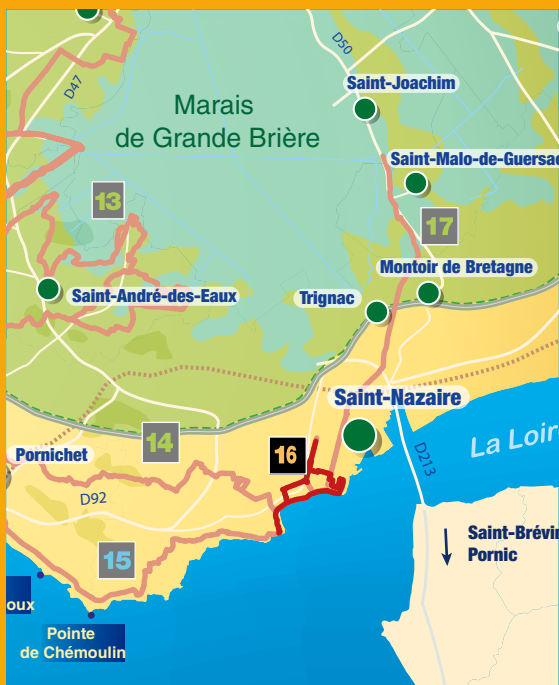 D50
D47
Saint-Joachim
Marais
de Grande Brière
Saint-Malo-de-Guersac
13
17
Montoir de Bretagne
Saint-André-des-Eaux
Trignac
Saint-Nazaire
14
16
Pornichet
La Loire
D213
D92
Saint-Brévin
Pornic
15
oux
Pointe
de Chémoulin